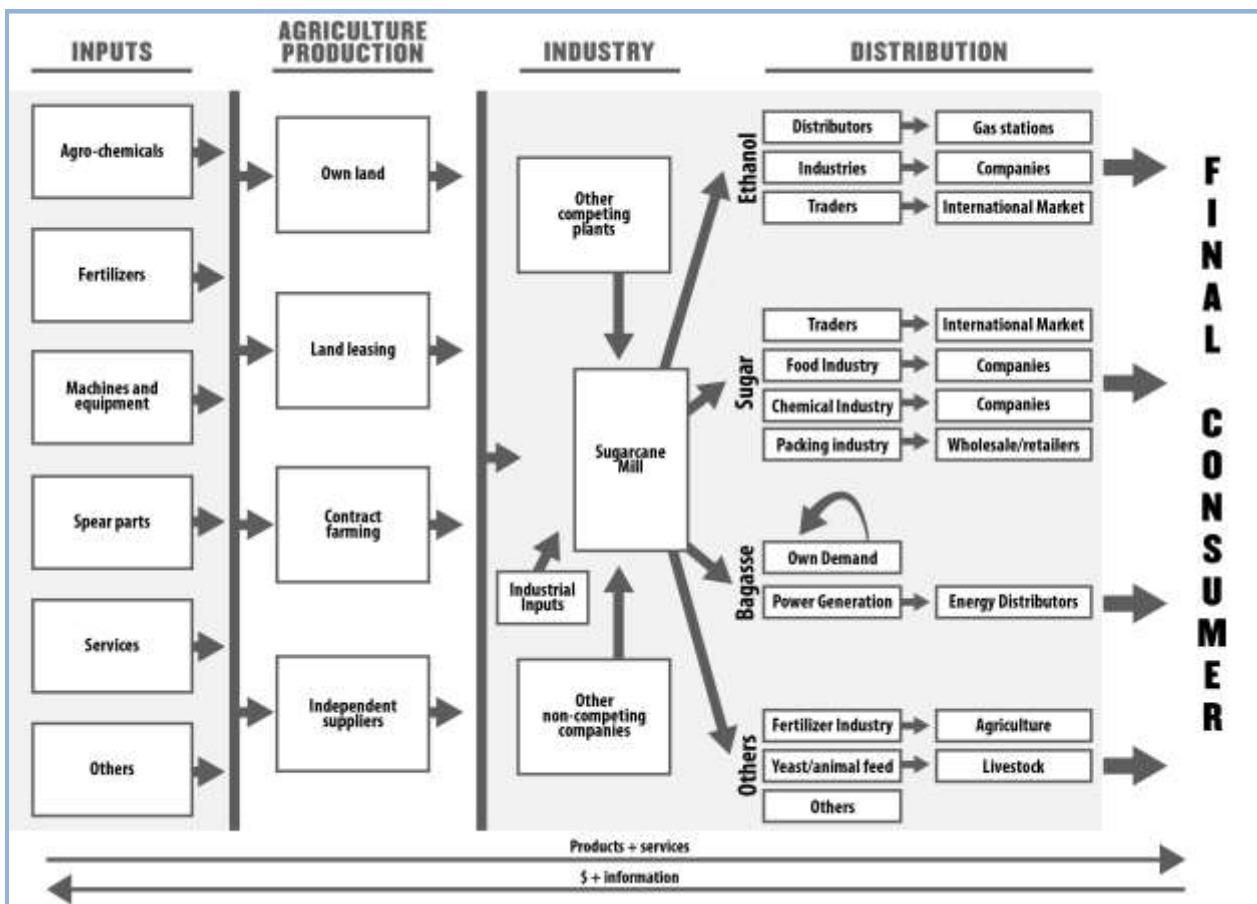 INPUTS
AGRICULTURE
PRODUCTION
INDUSTRY
DISTRIBUTION
Agro-chemicals
Fertilizers
Machines and
equipment
Spear parts
Services
Others
Own land
Land leasing
Contract
farming
Independent
suppliers
Other
competing
plants
Sugarcane
Mill
Industrial
Inputs
Other
non-competing
companies
Ethanol
Distributors
Gas stations
Industries
Companies
Traders
International Market
Sugar
Traders
International Market
Food Industry
Companies
Chemical Industry
Companies
Packing industry
Wholesale/retailers
Bagasse
Own Demand
Power Generation
Energy Distributors
Others
Fertilizer Industry
Agriculture
Yeast/animal feed
Livestock
Others
FINAL CONSUMER
Products + services
$ + information